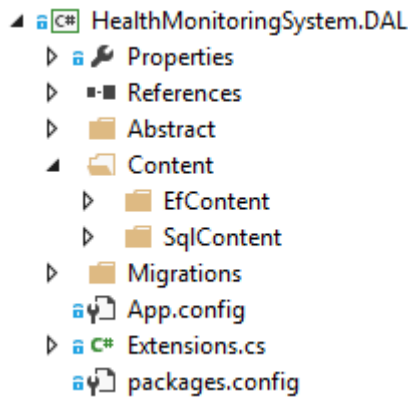 C# HealthMonitoringSystem.DAL
Properties
References
Abstract
Content
EfContent
SqlContent
Migrations
App.config
C# Extensions.cs
packages.config